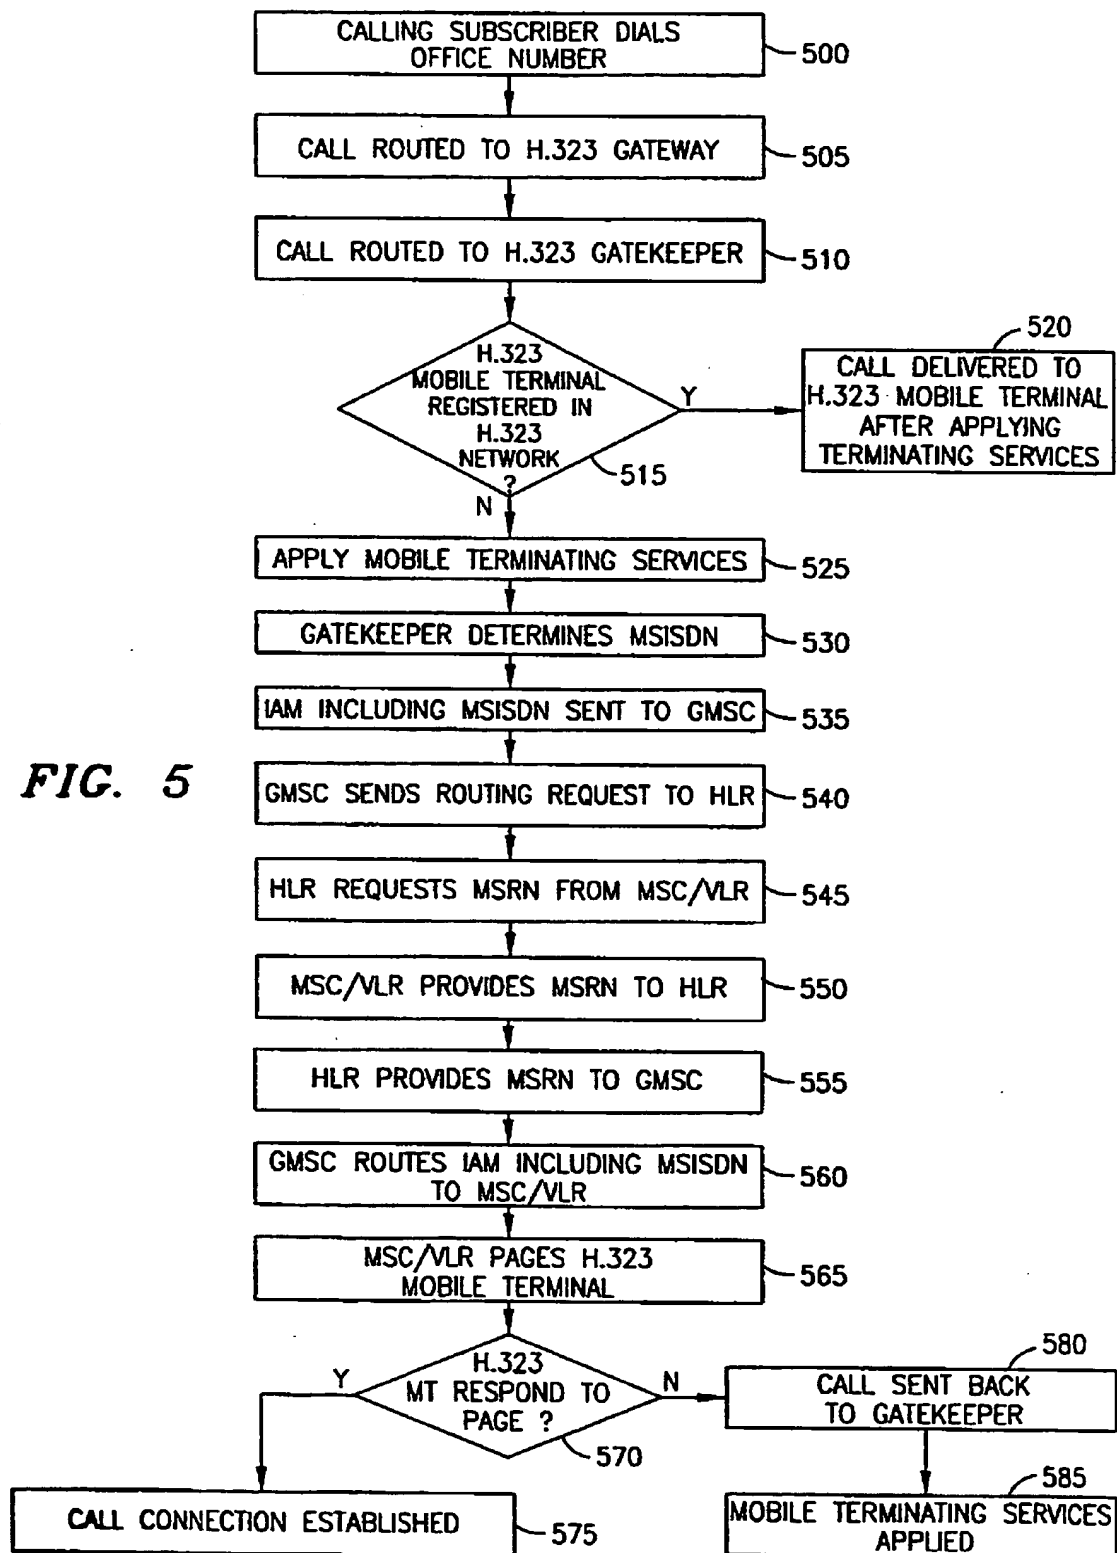 CALLING SUBSCRIBER DIALS
OFFICE NUMBER
500
CALL ROUTED TO H.323 GATEWAY
505
CALL ROUTED TO H.323 GATEKEEPER
510
H.323
MOBILE TERMINAL
REGISTERED IN
H.323
NETWORK
?
515
Y
N
520
CALL DELIVERED TO
H.323 MOBILE TERMINAL
AFTER APPLYING
TERMINATING SERVICES
APPLY MOBILE TERMINATING SERVICES
525
GATEKEEPER DETERMINES MSISDN
530
IAM INCLUDING MSISDN SENT TO GMSC
535
FIG. 5
GMSC SENDS ROUTING REQUEST TO HLR
540
HLR REQUESTS MSRN FROM MSC/VLR
545
MSC/VLR PROVIDES MSRN TO HLR
550
HLR PROVIDES MSRN TO GMSC
555
GMSC ROUTES IAM INCLUDING MSISDN
TO MSC/VLR
560
MSC/VLR PAGES H.323
MOBILE TERMINAL
565
H.323
MT RESPOND TO
PAGE ?
570
Y
N
580
CALL SENT BACK
TO GATEKEEPER
CALL CONNECTION ESTABLISHED
575
585
MOBILE TERMINATING SERVICES
APPLIED